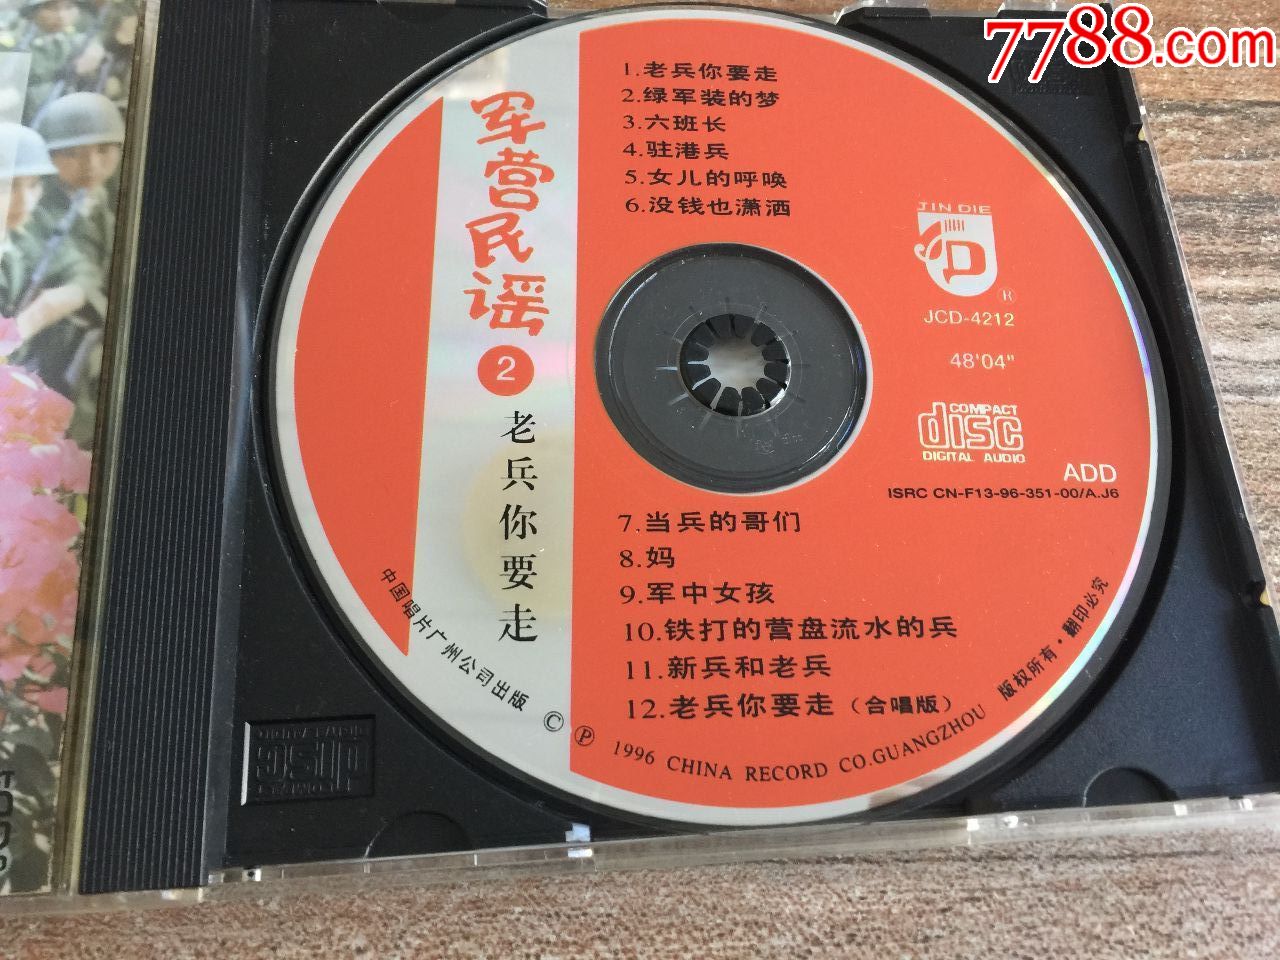 7788.com
军营民谣
2
老兵你要走
1.老兵你要走
2.绿军装的梦
3.六班长
4.驻港兵
5.女儿的呼唤
6.没钱也潇洒
JIN DIE
®
JCD-4212
48'04"
COMPACT
disc
DIGITAL AUDIO
ADD
ISRC CN-F13-96-351-00/A.J6
7.当兵的哥们
8.妈
9.军中女孩
10.铁打的营盘流水的兵
11.新兵和老兵
12.老兵你要走（合唱版）
中国唱片广州公司出版
© ℗ 1996 CHINA RECORD CO.GUANGZHOU
版权所有·翻印必究